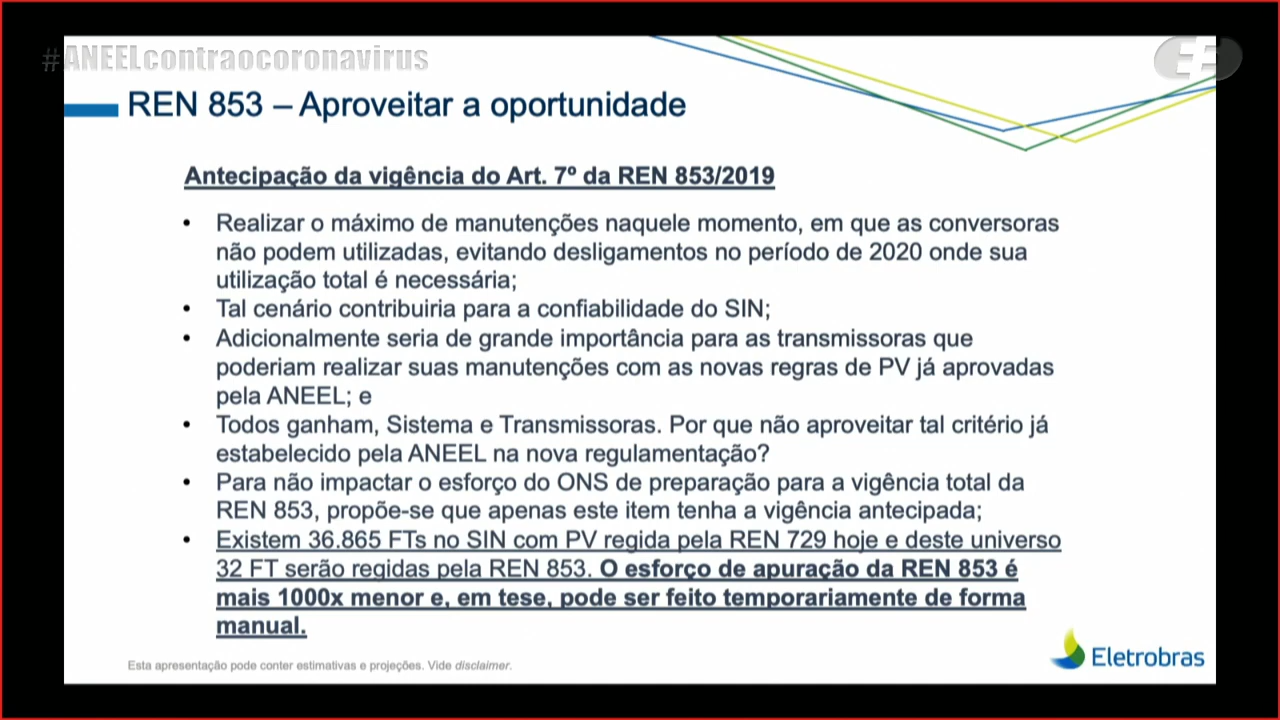 #ANEELcontraocoronavirus
REN 853 – Aproveitar a oportunidade
Antecipação da vigência do Art. 7º da REN 853/2019
• Realizar o máximo de manutenções naquele momento, em que as conversoras
não podem utilizadas, evitando desligamentos no período de 2020 onde sua
utilização total é necessária;
• Tal cenário contribuiria para a confiabilidade do SIN;
• Adicionalmente seria de grande importância para as transmissoras que
poderiam realizar suas manutenções com as novas regras de PV já aprovadas
pela ANEEL; e
• Todos ganham, Sistema e Transmissoras. Por que não aproveitar tal critério já
estabelecido pela ANEEL na nova regulamentação?
• Para não impactar o esforço do ONS de preparação para a vigência total da
REN 853, propõe-se que apenas este item tenha a vigência antecipada;
• Existem 36.865 FTs no SIN com PV regida pela REN 729 hoje e deste universo
32 FT serão regidas pela REN 853. O esforço de apuração da REN 853 é
mais 1000x menor e, em tese, pode ser feito temporariamente de forma
manual.
Esta apresentação pode conter estimativas e projeções. Vide disclaimer.
Eletrobras